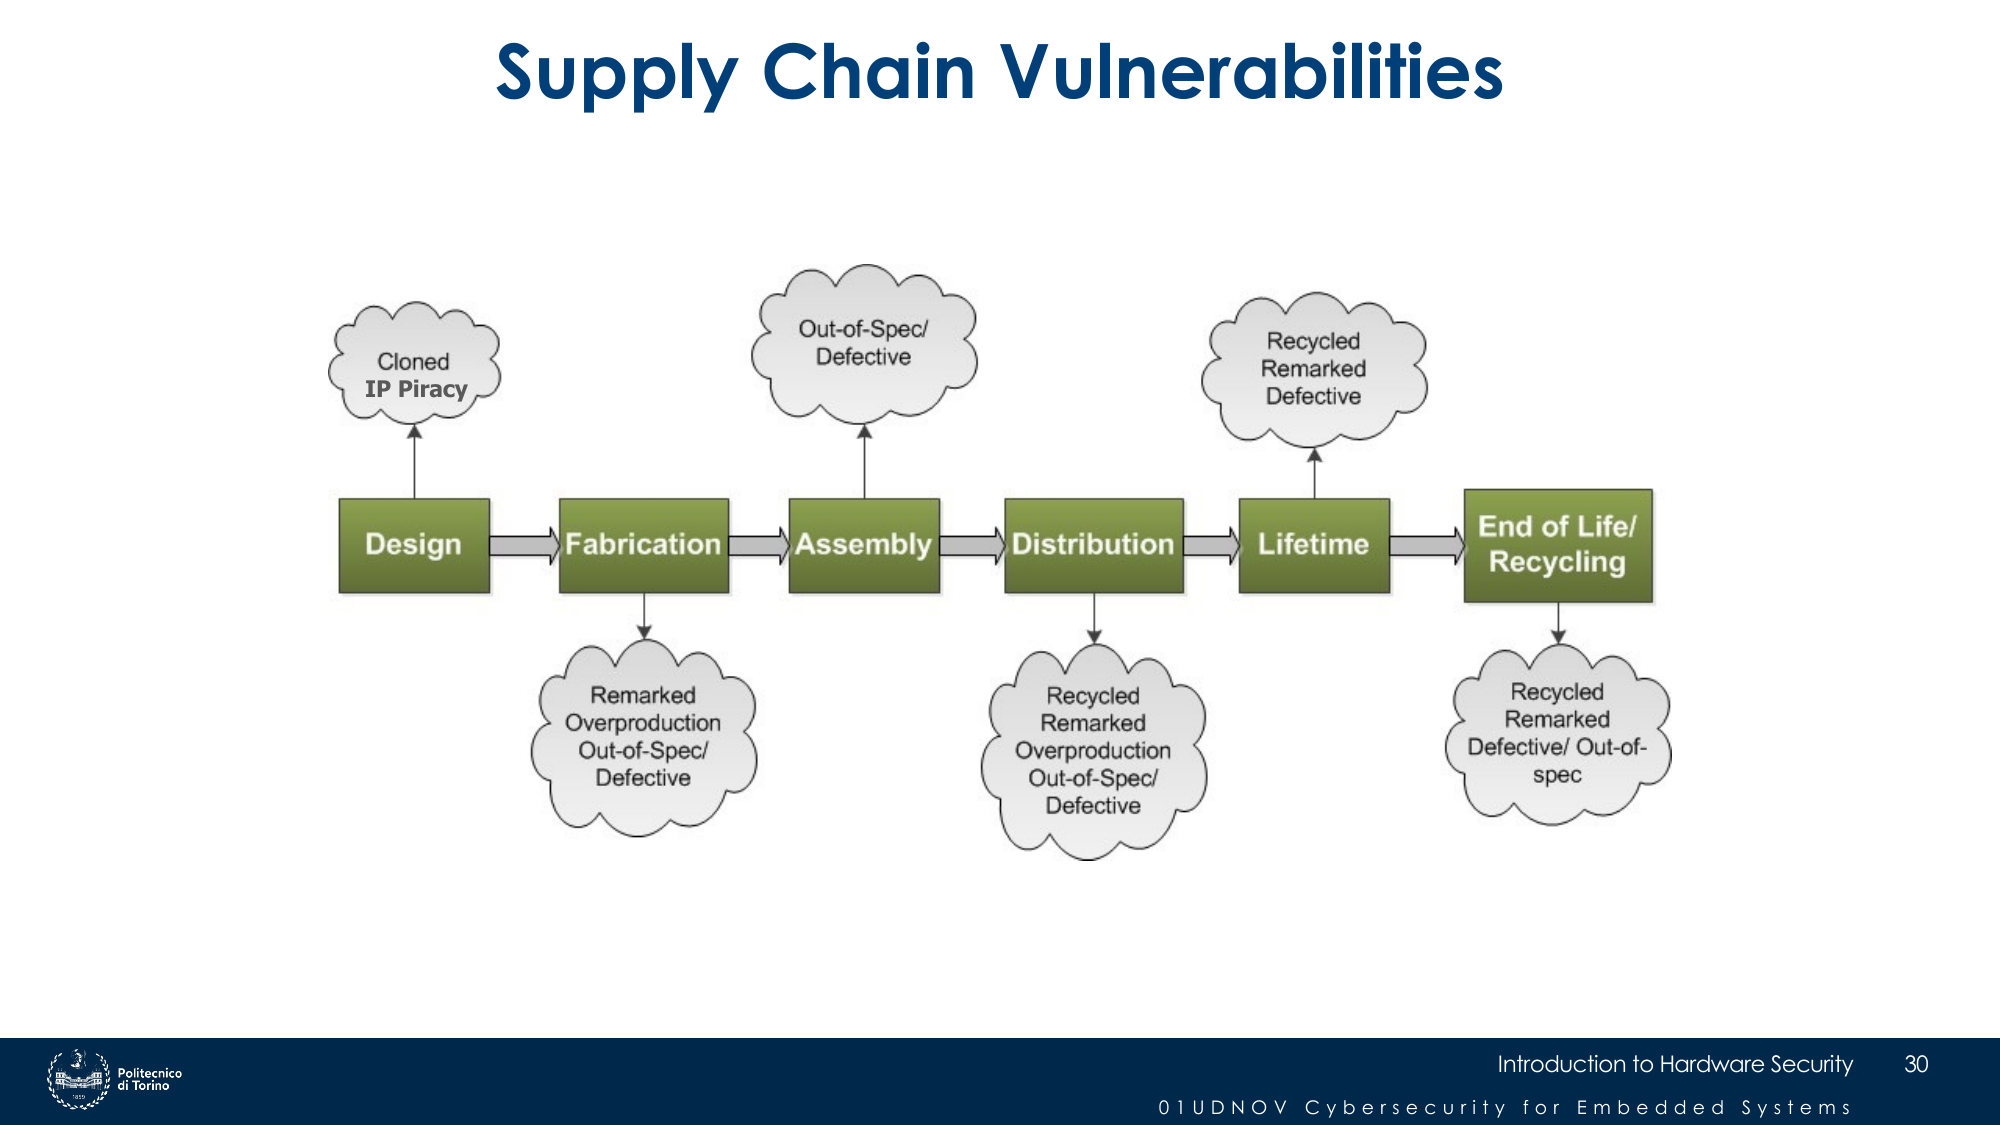 Supply Chain Vulnerabilities
Cloned
IP Piracy
Out-of-Spec/
Defective
Recycled
Remarked
Defective
Design
Fabrication
Assembly
Distribution
Lifetime
End of Life/
Recycling
Remarked
Overproduction
Out-of-Spec/
Defective
Recycled
Remarked
Overproduction
Out-of-Spec/
Defective
Recycled
Remarked
Defective/ Out-of-
spec
1859
Politecnico
di Torino
Introduction to Hardware Security
30
01UDNOV Cybersecurity for Embedded Systems